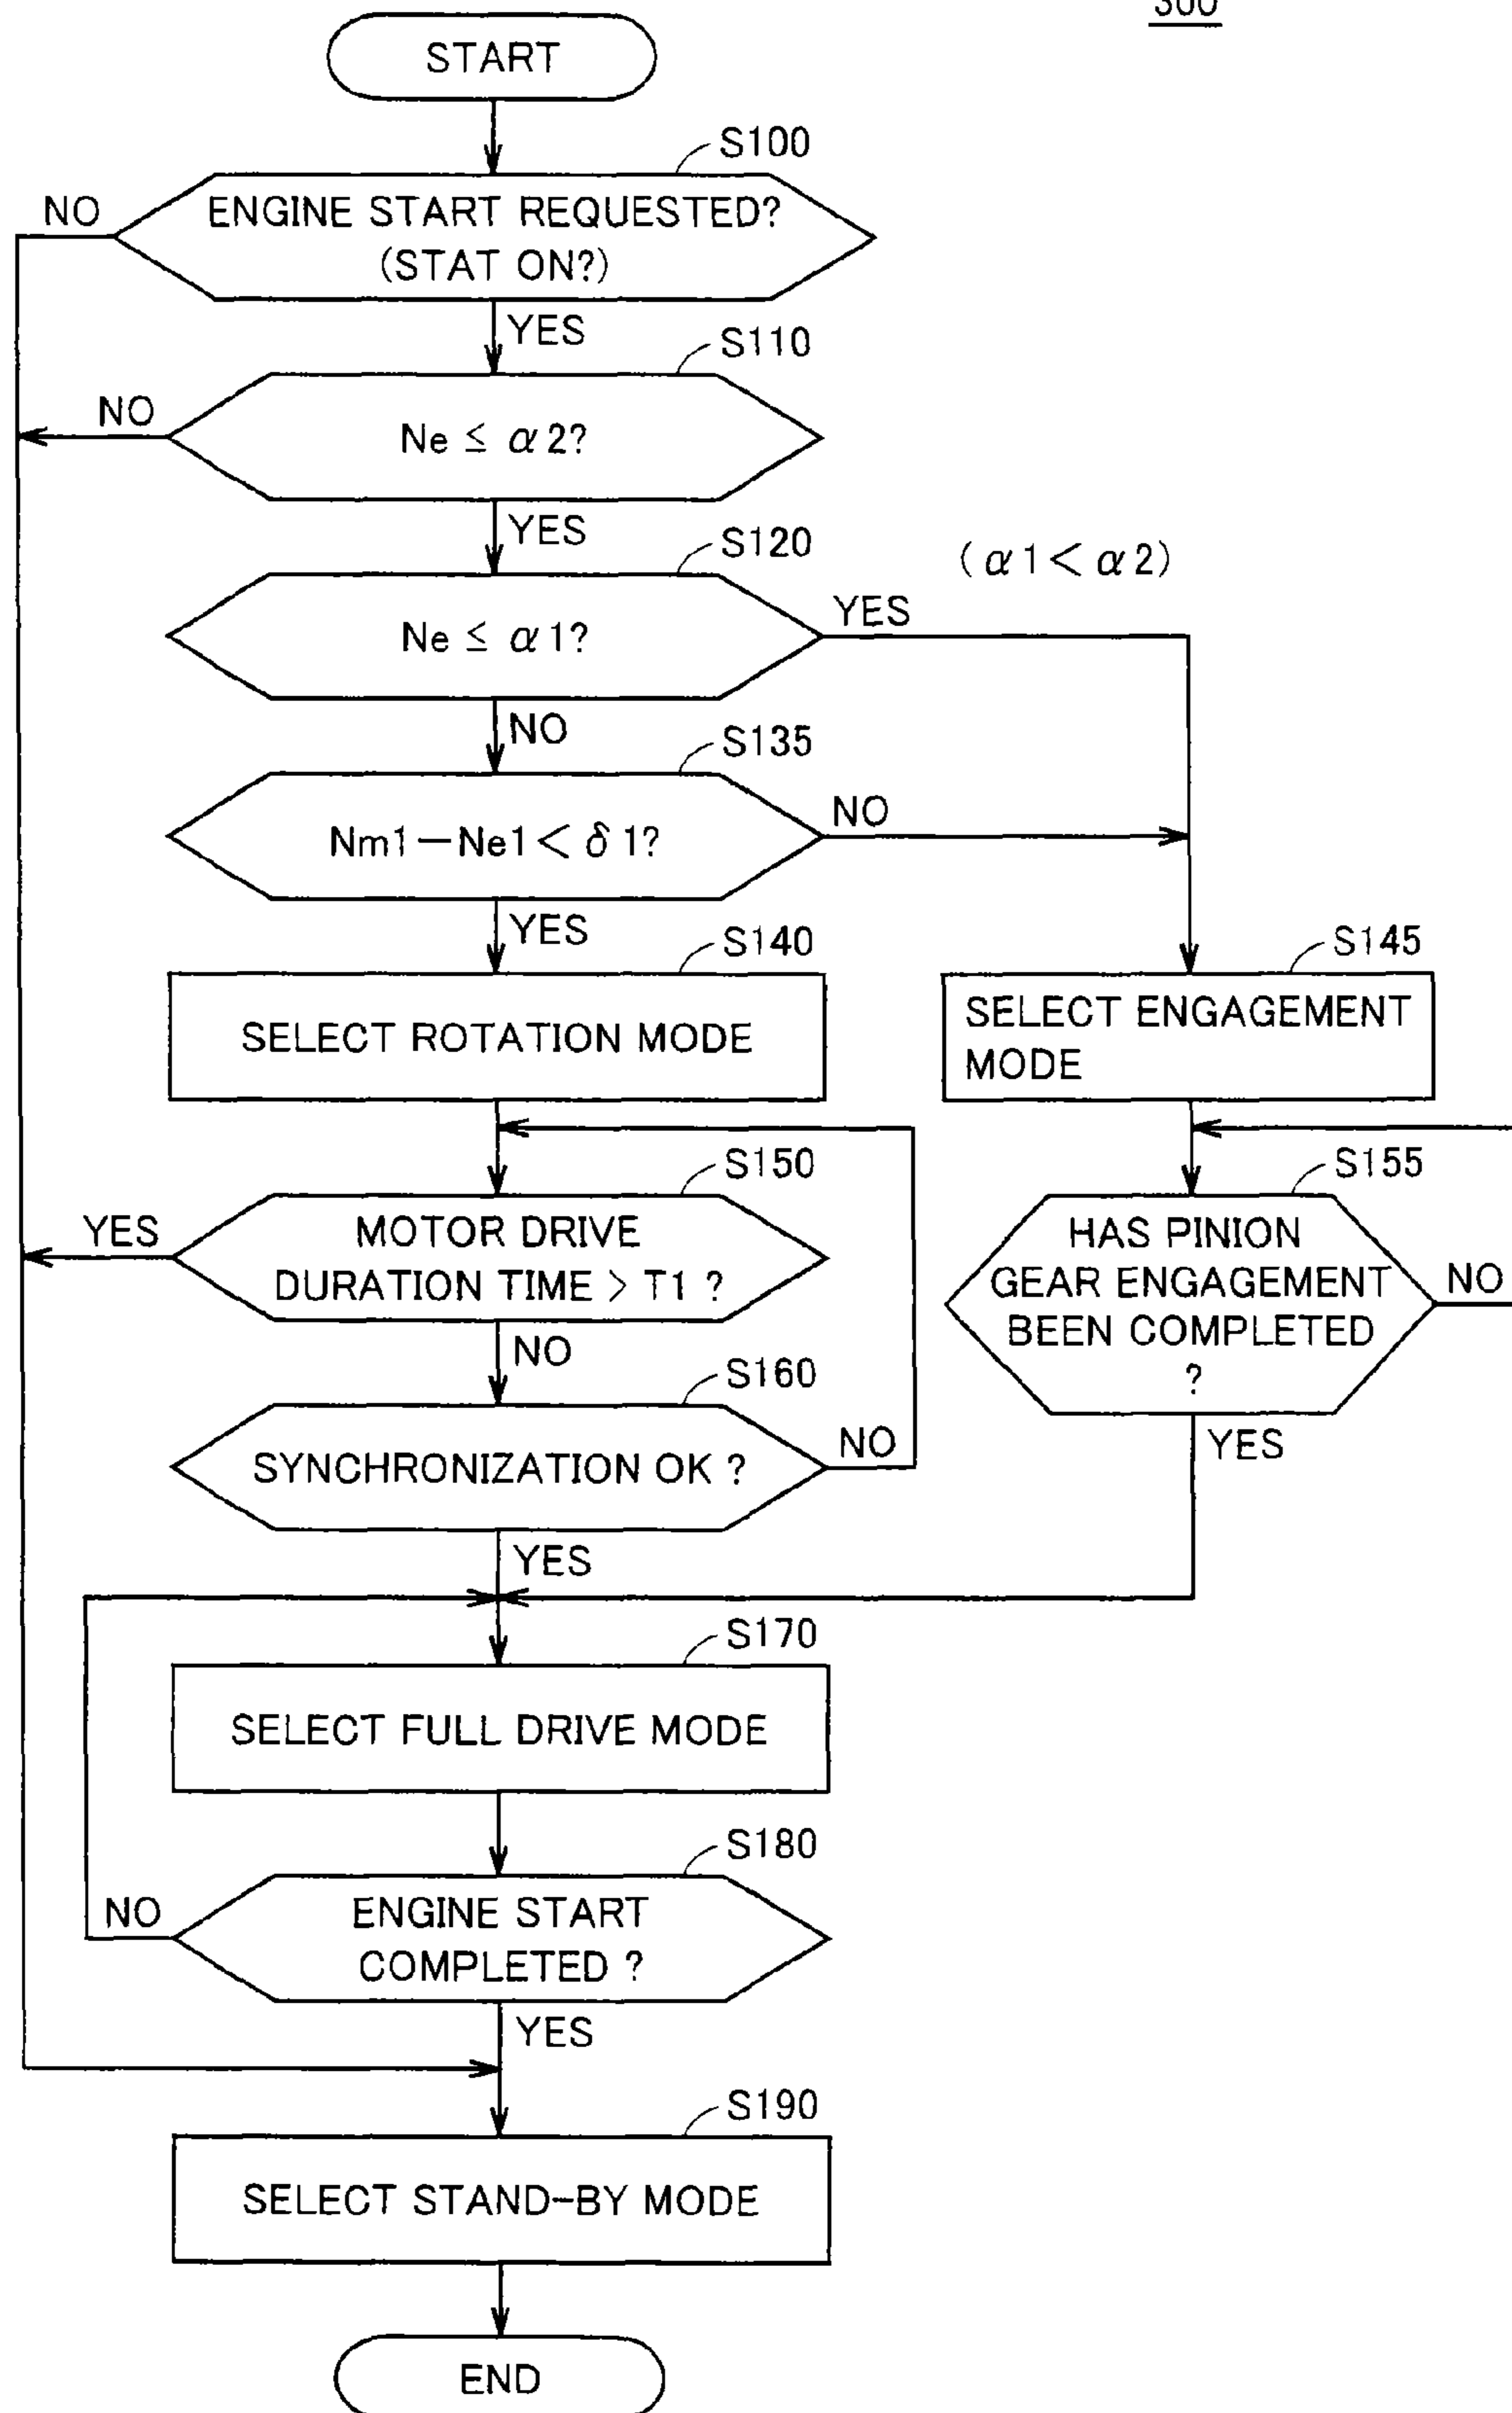 300
START
S100
NO
ENGINE START REQUESTED?
(STAT ON?)
YES
S110
NO
Ne ≤ α2?
YES
S120
(α1<α2)
YES
Ne ≤ α1?
NO
S135
NO
Nm1-Ne1<δ1?
YES
S140
S145
SELECT ROTATION MODE
SELECT ENGAGEMENT
MODE
S150
S155
YES
MOTOR DRIVE
DURATION TIME > T1 ?
HAS PINION
GEAR ENGAGEMENT
BEEN COMPLETED
?
NO
NO
S160
SYNCHRONIZATION OK ?
NO
YES
YES
S170
SELECT FULL DRIVE MODE
S180
NO
ENGINE START
COMPLETED ?
YES
S190
SELECT STAND-BY MODE
END